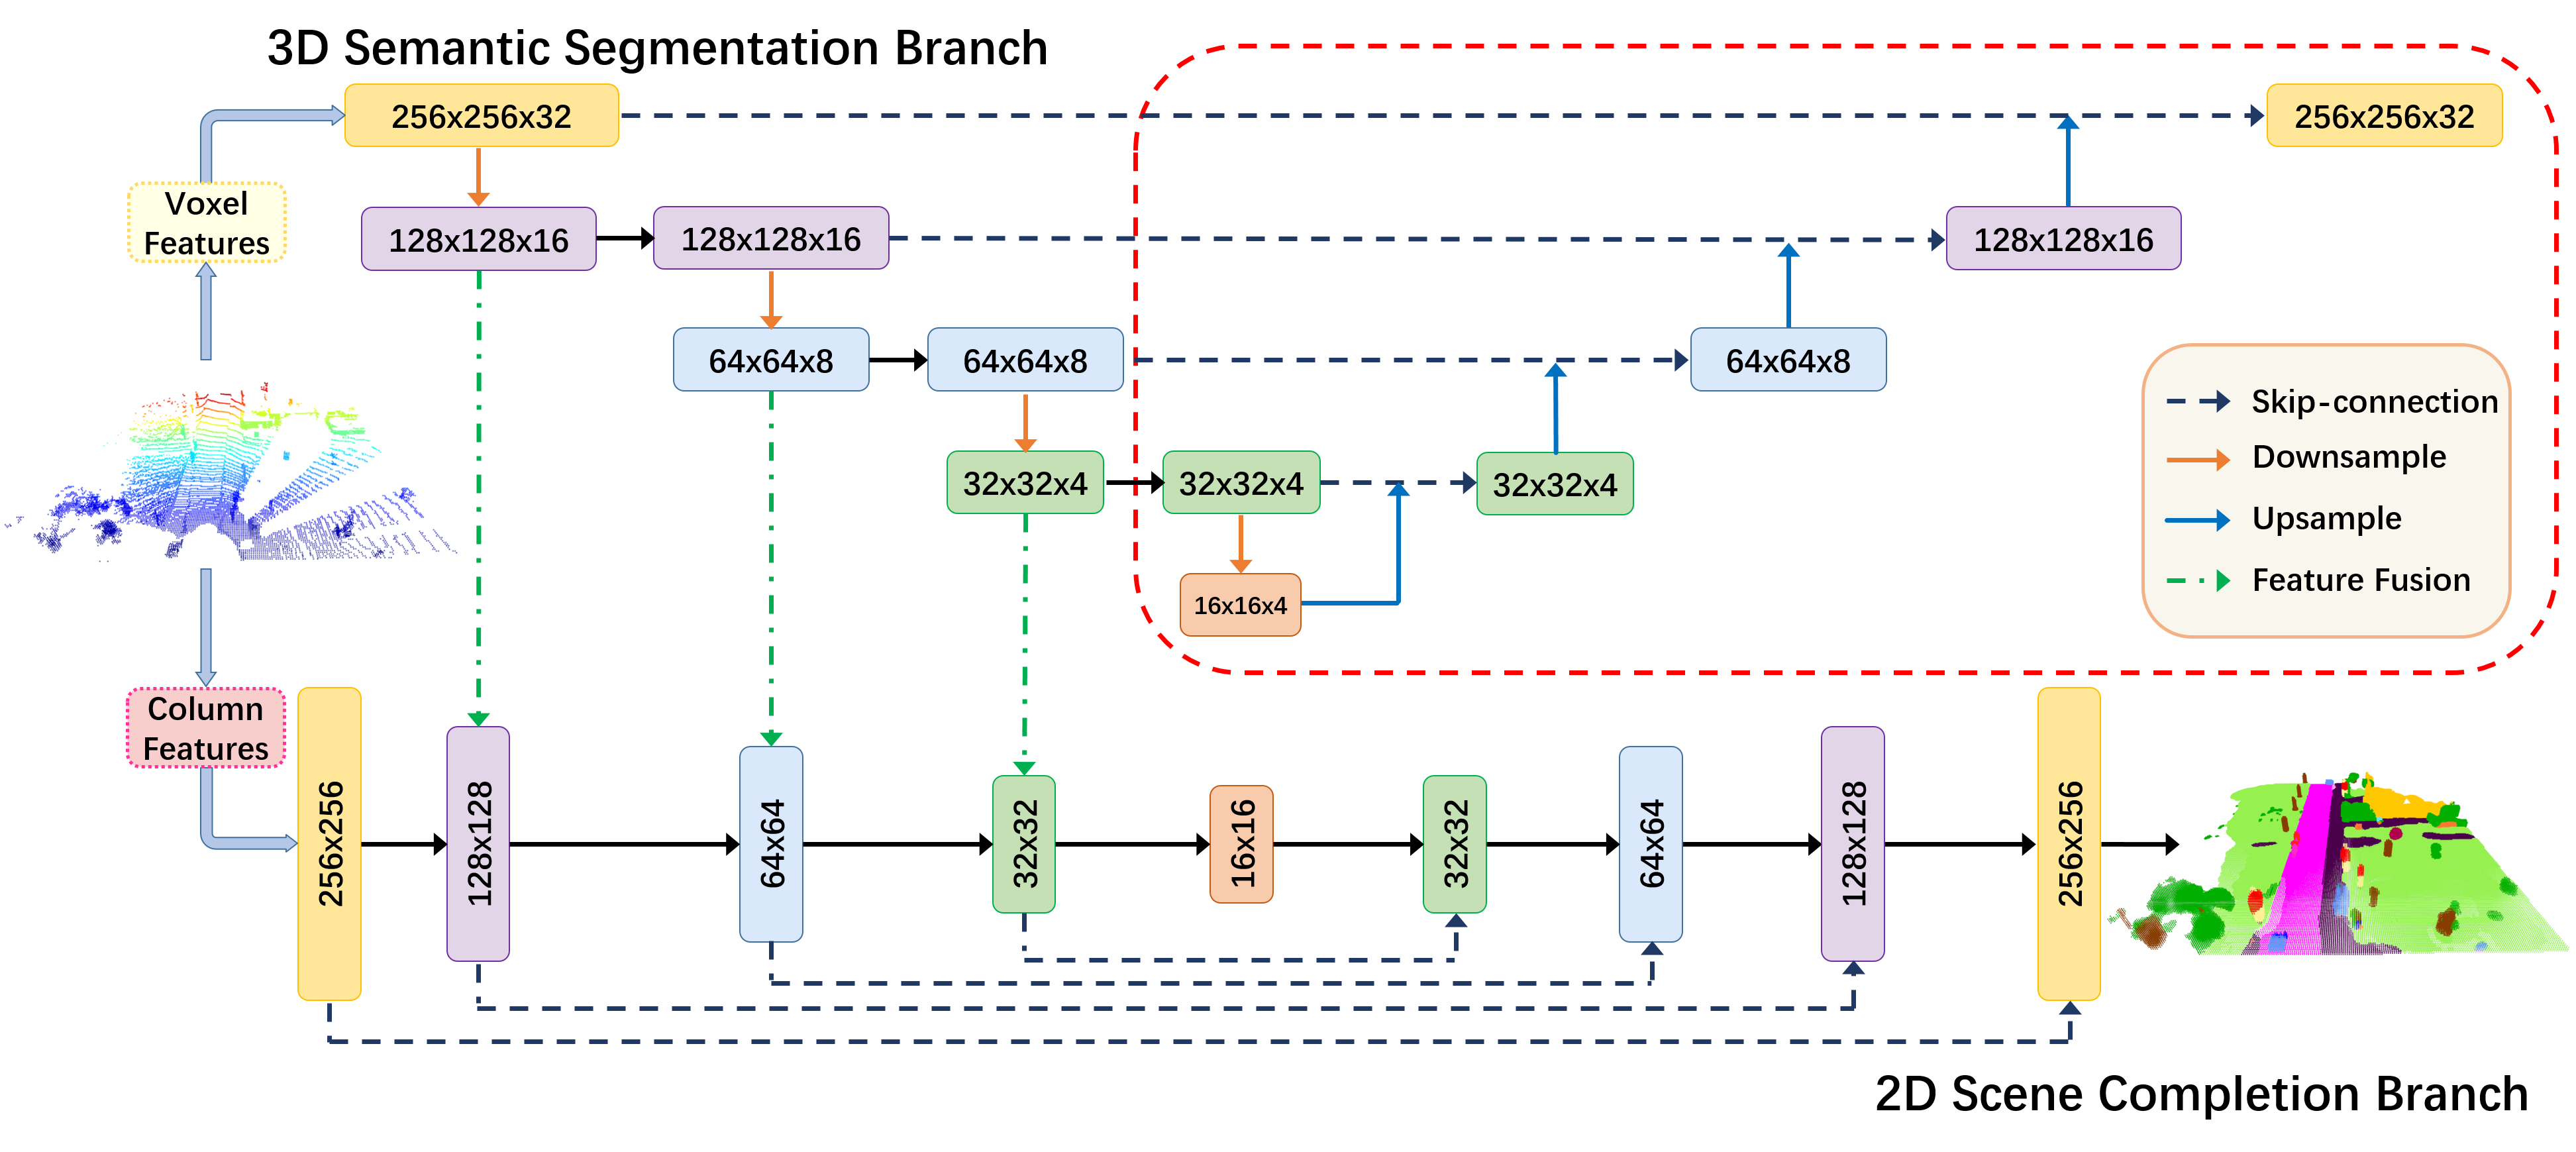 3D Semantic Segmentation Branch
256x256x32
256x256x32
Voxel
Features
128x128x16
128x128x16
128x128x16
64x64x8
64x64x8
64x64x8
Skip-connection
Downsample
Upsample
Feature Fusion
32x32x4
32x32x4
32x32x4
16x16x4
Column
Features
256x256
128x128
64x64
32x32
16x16
32x32
64x64
128x128
256x256
2D Scene Completion Branch